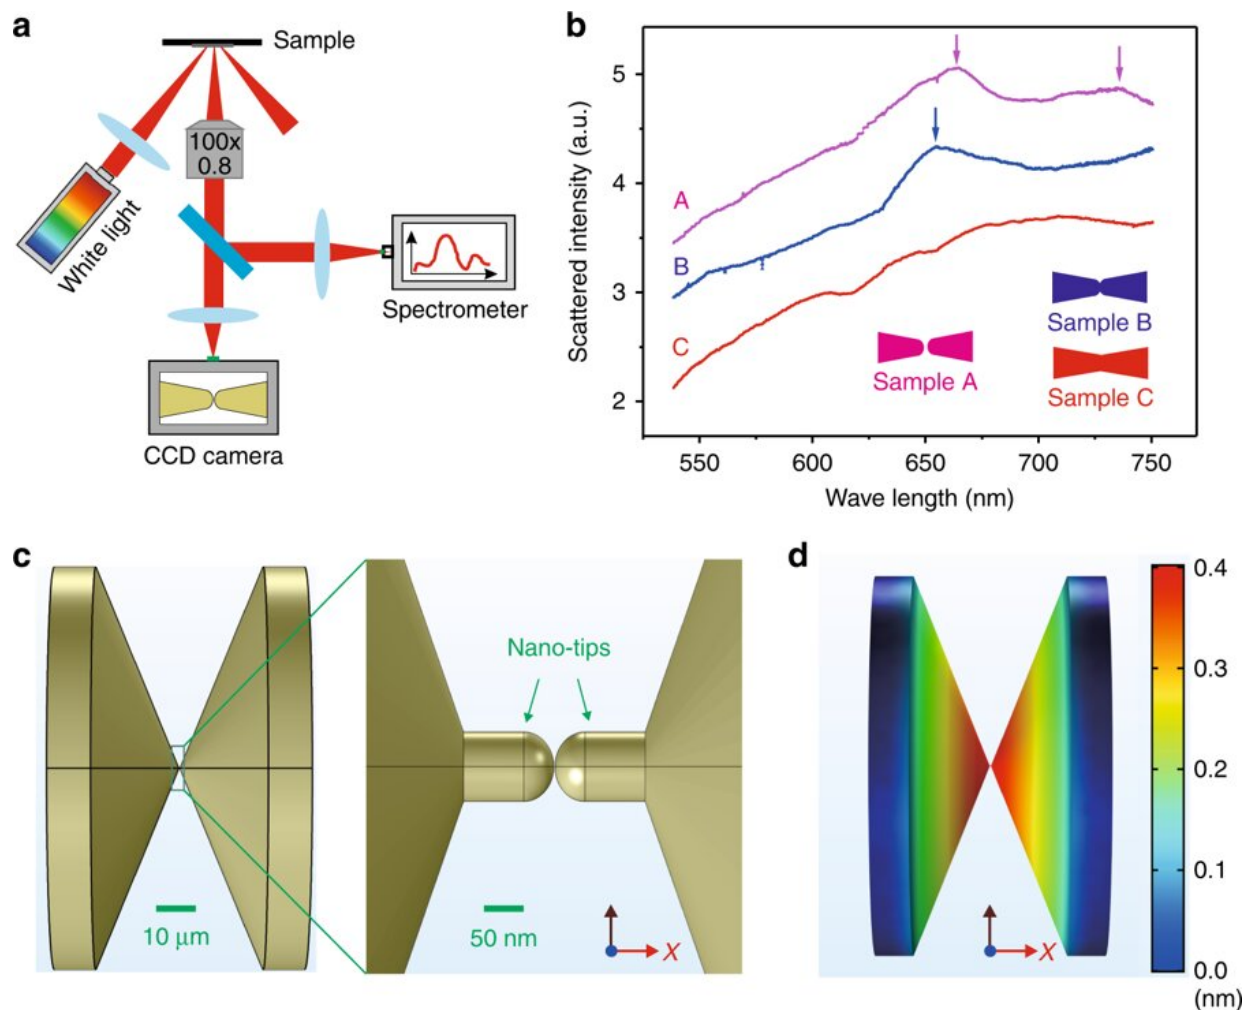 a
Sample
100x
0.8
White light
Spectrometer
CCD camera
b
Scattered intensity (a.u.)
5
4
3
2
A
B
C
Sample A
Sample B
Sample C
550
600
650
700
750
Wave length (nm)
c
Nano-tips
10 μm
50 nm
X
d
X
0.4
0.3
0.2
0.1
0.0
(nm)